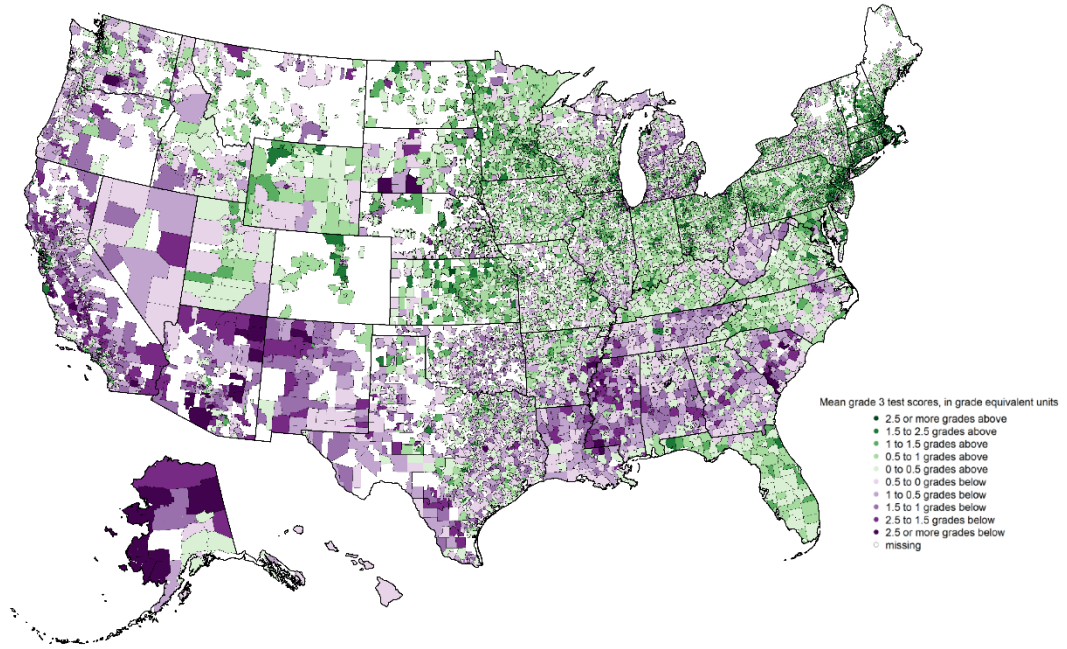 Mean grade 3 test scores, in grade equivalent units
2.5 or more grades above
1.5 to 2.5 grades above
1 to 1.5 grades above
0.5 to 1 grades above
0 to 0.5 grades above
0.5 to 0 grades below
1 to 0.5 grades below
1.5 to 1 grades below
2.5 to 1.5 grades below
2.5 or more grades below
missing